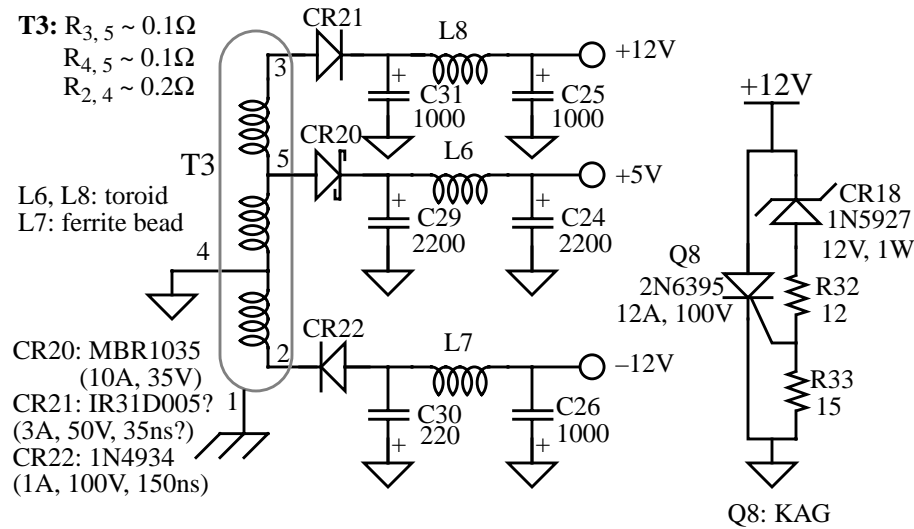 T3: R3, 5 ~ 0.1Ω
R4, 5 ~ 0.1Ω
R2, 4 ~ 0.2Ω
CR21
L8
+12V
3
+
C31
1000
+
C25
1000
T3
5
CR20
L6
+5V
L6, L8: toroid
L7: ferrite bead
+
C29
2200
+
C24
2200
4
2
CR22
L7
–12V
C30
220
+
C26
1000
+
1
CR20: MBR1035
(10A, 35V)
CR21: IR31D005?
(3A, 50V, 35ns?)
CR22: 1N4934
(1A, 100V, 150ns)
+12V
CR18
1N5927
12V, 1W
Q8
2N6395
12A, 100V
R32
12
R33
15
Q8: KAG